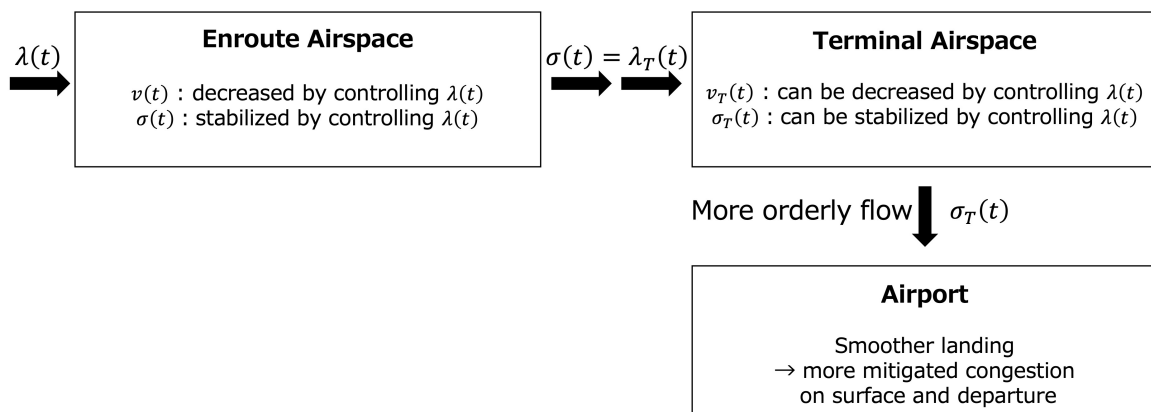 λ(t)
Enroute Airspace
v(t) : decreased by controlling λ(t)
σ(t) : stabilized by controlling λ(t)
σ(t) = λ_T(t)
Terminal Airspace
v_T(t) : can be decreased by controlling λ(t)
σ_T(t) : can be stabilized by controlling λ(t)
More orderly flow
σ_T(t)
Airport
Smoother landing
→ more mitigated congestion
on surface and departure